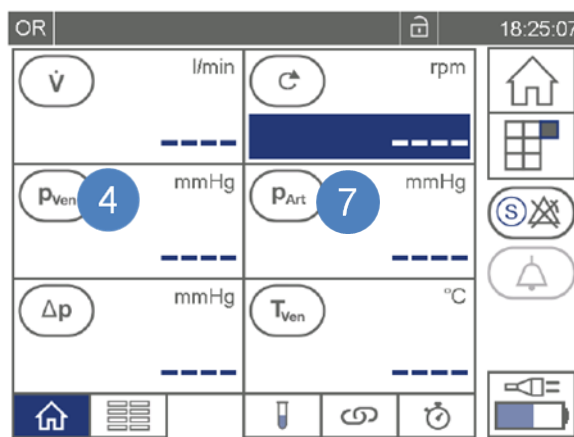 OR 18:25:07
V̇ l/min
C rpm
---- ----
pVen 4 mmHg
pArt 7 mmHg
---- ----
Δp mmHg
TVen °C
---- ----
S